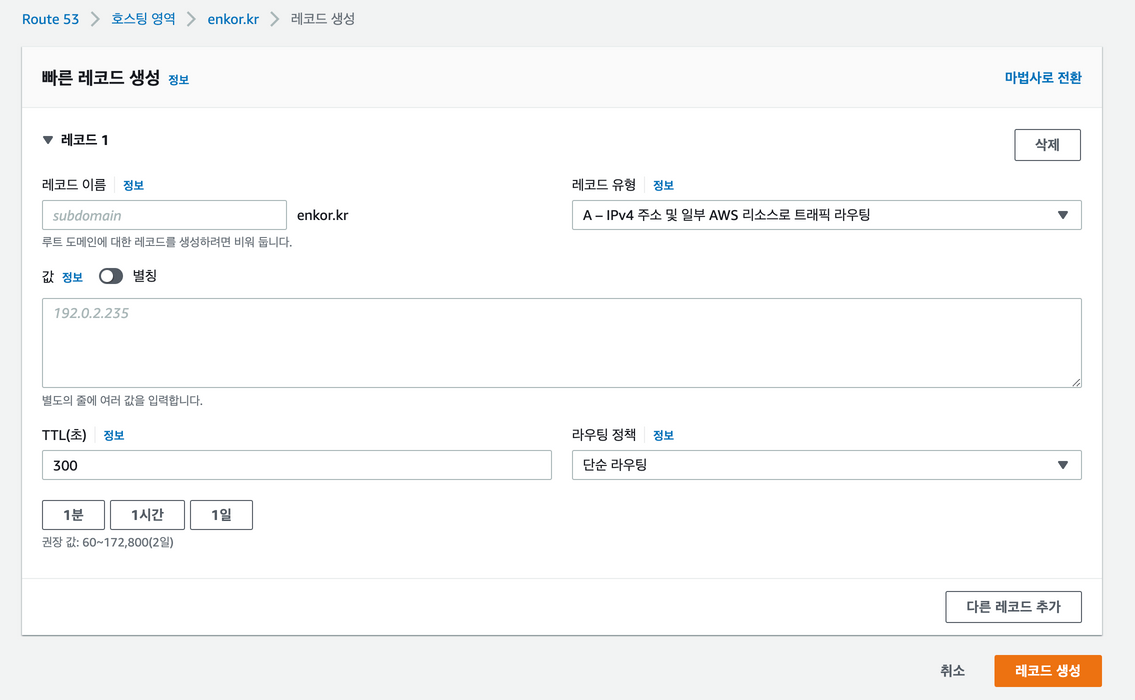 Route 53 > 호스팅 영역 > enkor.kr > 레코드 생성
빠른 레코드 생성 정보
마법사로 전환
▼ 레코드 1
삭제
레코드 이름 정보
subdomain enkor.kr
루트 도메인에 대한 레코드를 생성하려면 비워 둡니다.
레코드 유형 정보
A – IPv4 주소 및 일부 AWS 리소스로 트래픽 라우팅
값 정보 별칭
192.0.2.235
별도의 줄에 여러 값을 입력합니다.
TTL(초) 정보
300
1분 1시간 1일
권장 값: 60~172,800(2일)
라우팅 정책 정보
단순 라우팅
다른 레코드 추가
취소 레코드 생성